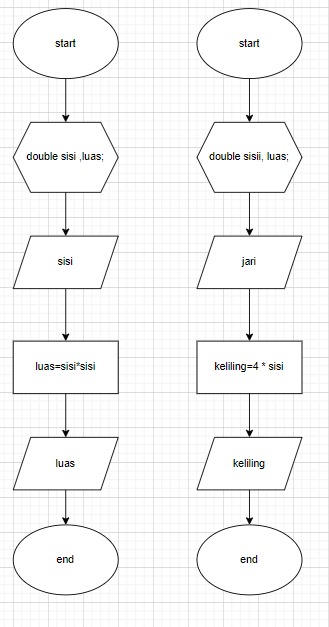 start
double sisi ,luas;
sisi
luas=sisi*sisi
luas
end
start
double sisii, luas;
jari
keliling=4 * sisi
keliling
end